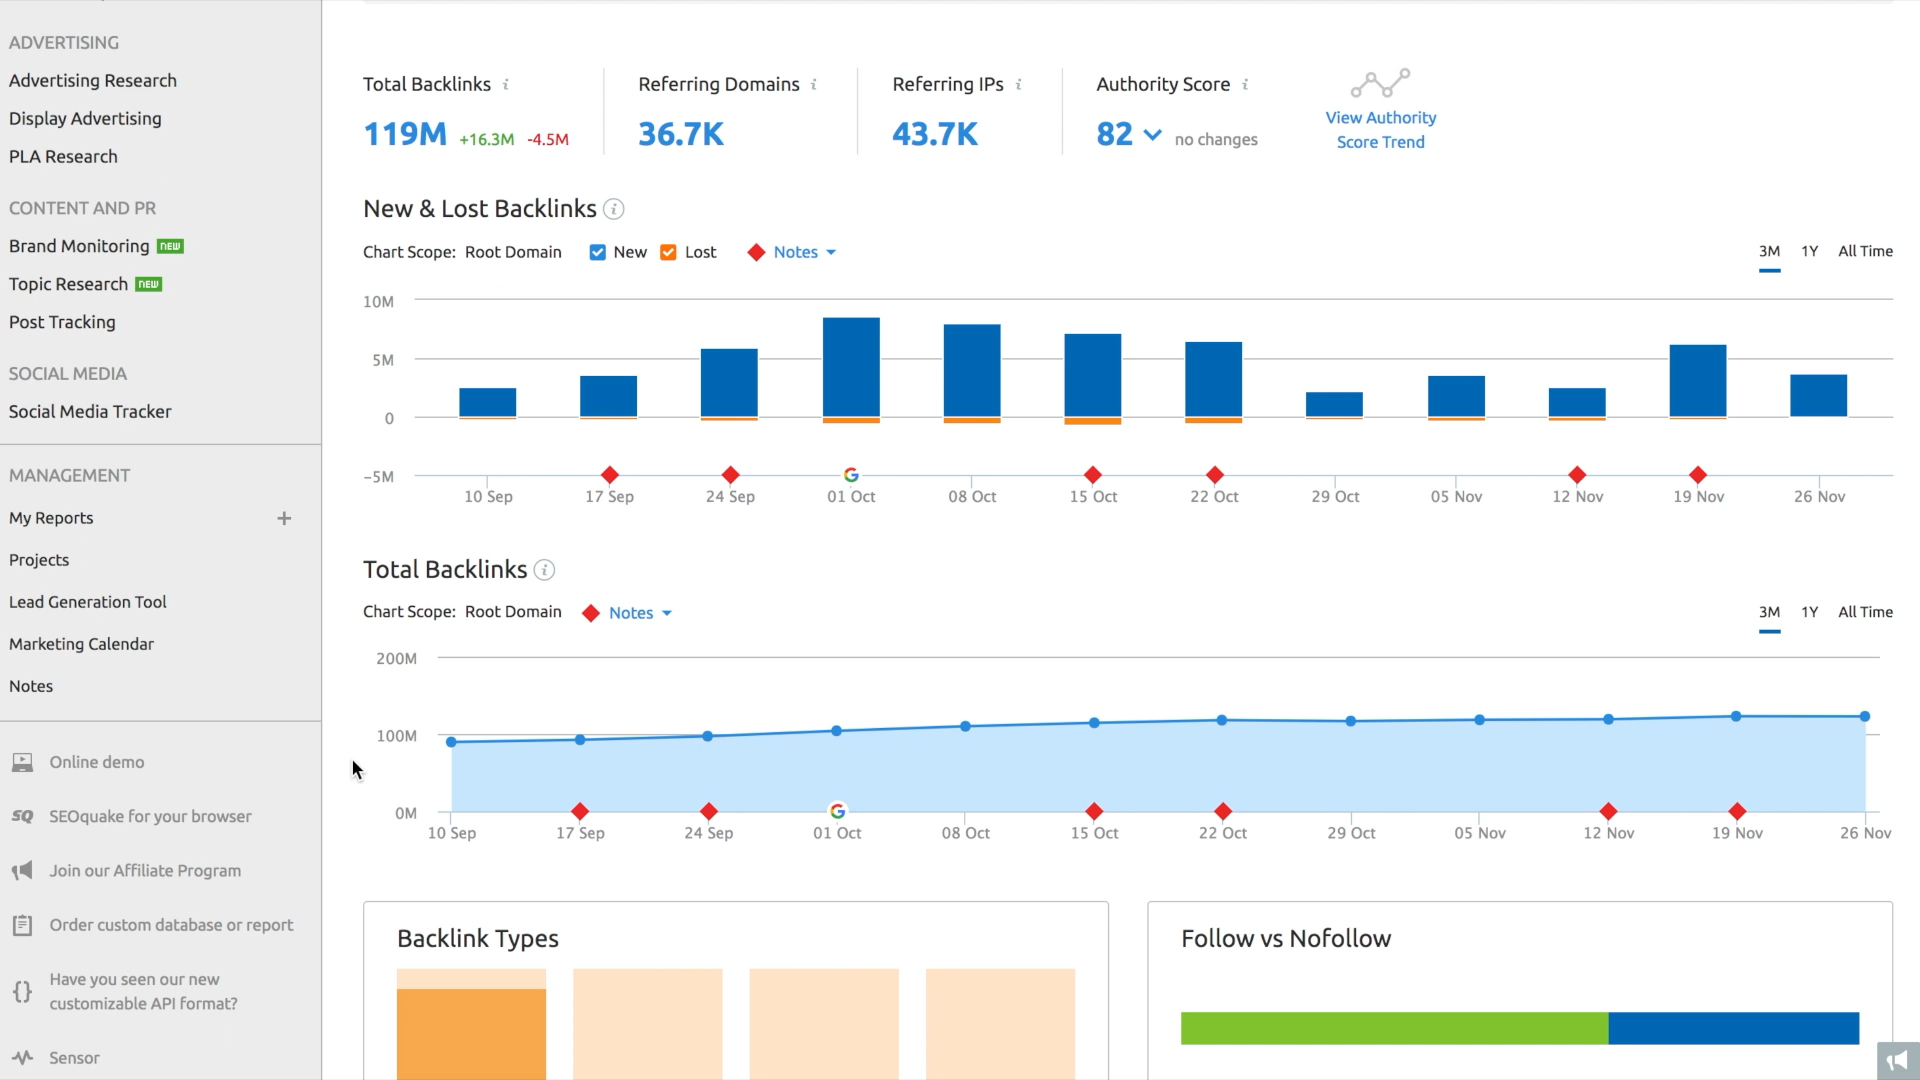 ADVERTISING
Advertising Research
Display Advertising
PLA Research
CONTENT AND PR
Brand Monitoring new
Topic Research new
Post Tracking
SOCIAL MEDIA
Social Media Tracker
MANAGEMENT
My Reports +
Projects
Lead Generation Tool
Marketing Calendar
Notes
Online demo
SQ SEOquake for your browser
Join our Affiliate Program
Order custom database or report
{} Have you seen our new
customizable API format?
Sensor
Total Backlinks i
119M +16.3M -4.5M
Referring Domains i
36.7K
Referring IPs i
43.7K
Authority Score i
82 no changes
View Authority
Score Trend
New & Lost Backlinks i
Chart Scope: Root Domain New Lost Notes
3M 1Y All Time
10M
5M
0
−5M
10 Sep 17 Sep 24 Sep 01 Oct 08 Oct 15 Oct 22 Oct 29 Oct 05 Nov 12 Nov 19 Nov 26 Nov
Total Backlinks i
Chart Scope: Root Domain Notes
3M 1Y All Time
200M
100M
0M
10 Sep 17 Sep 24 Sep 01 Oct 08 Oct 15 Oct 22 Oct 29 Oct 05 Nov 12 Nov 19 Nov 26 Nov
Backlink Types
Follow vs Nofollow